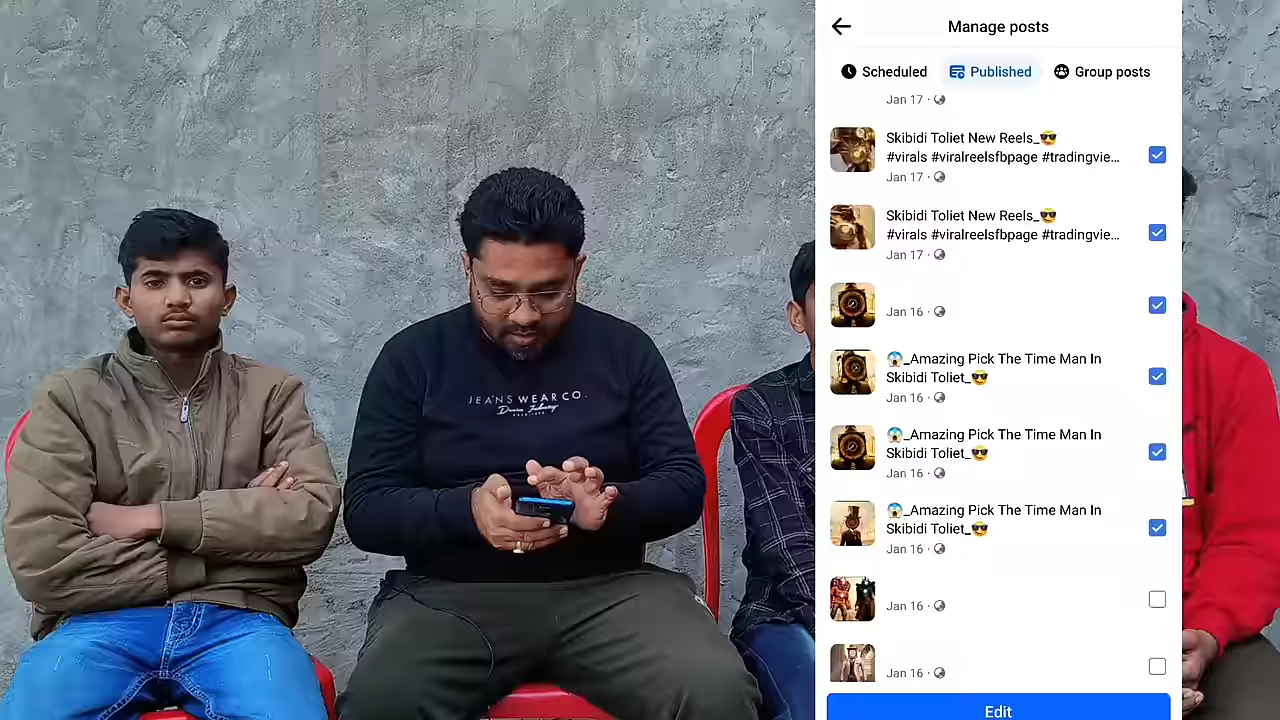 Manage posts
Scheduled
Published
Group posts
Jan 17 ·
Skibidi Toliet New Reels_😎
#virals #viralreelsfbpage #tradingvie...
Jan 17 ·
Skibidi Toliet New Reels_😎
#virals #viralreelsfbpage #tradingvie...
Jan 17 ·
Jan 16 ·
😱_Amazing Pick The Time Man In
Skibidi Toliet_😎
Jan 16 ·
😱_Amazing Pick The Time Man In
Skibidi Toliet_😎
Jan 16 ·
😱_Amazing Pick The Time Man In
Skibidi Toliet_😎
Jan 16 ·
Jan 16 ·
Jan 16 ·
Edit
JEANS WEAR CO.